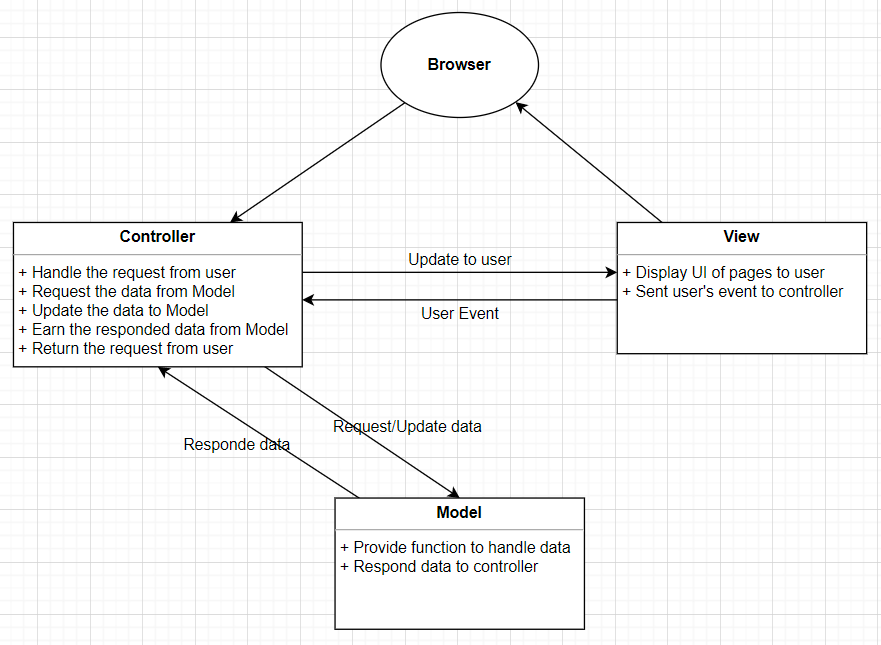 Browser
Controller
+ Handle the request from user
+ Request the data from Model
+ Update the data to Model
+ Earn the responded data from Model
+ Return the request from user
Update to user
User Event
View
+ Display UI of pages to user
+ Sent user's event to controller
Request/Update data
Responde data
Model
+ Provide function to handle data
+ Respond data to controller